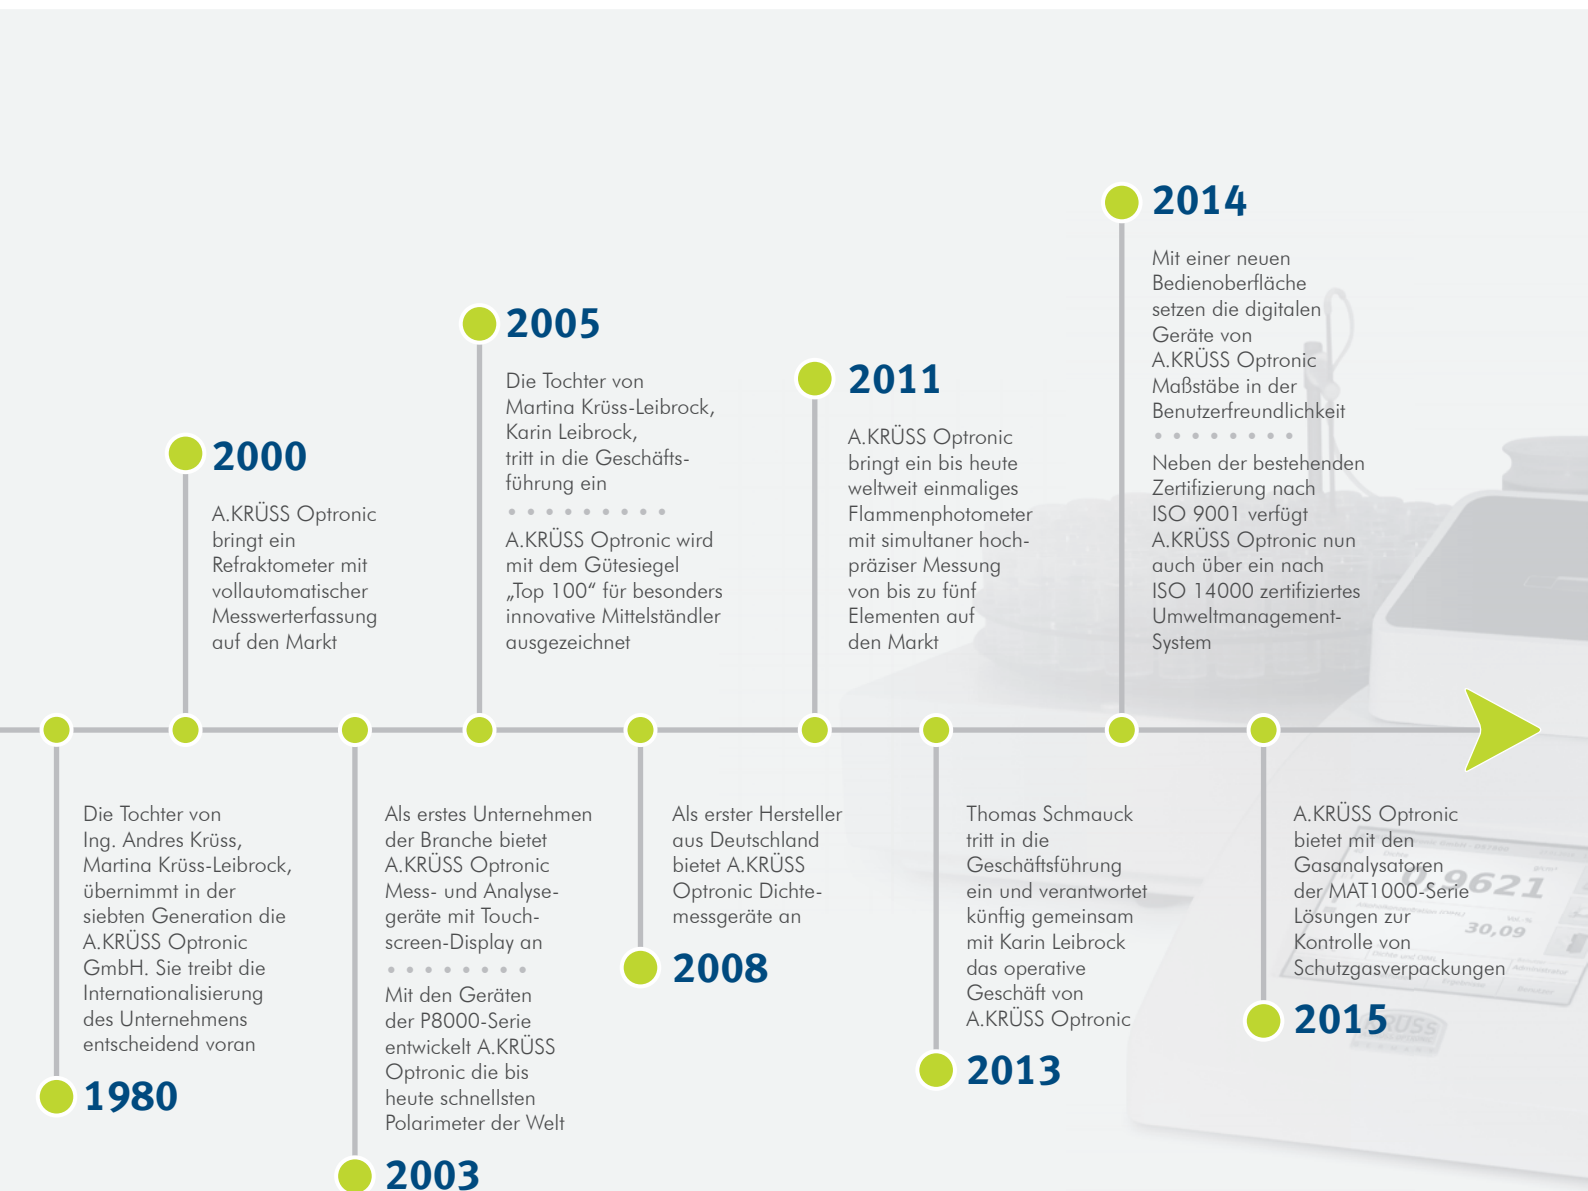 2014
Mit einer neuen
Bedienoberfläche
setzen die digitalen
Geräte von
A.KRÜSS Optronic
Maßstäbe in der
Benutzerfreundlichkeit
Neben der bestehenden
Zertifizierung nach
ISO 9001 verfügt
A.KRÜSS Optronic nun
auch über ein nach
ISO 14000 zertifiziertes
Umweltmanagement-
System
2005
Die Tochter von
Martina Krüss-Leibrock,
Karin Leibrock,
tritt in die Geschäfts-
führung ein
A.KRÜSS Optronic wird
mit dem Gütesiegel
„Top 100“ für besonders
innovative Mittelständler
ausgezeichnet
2011
A.KRÜSS Optronic
bringt ein bis heute
weltweit einmaliges
Flammenphotometer
mit simultaner hoch-
präziser Messung
von bis zu fünf
Elementen auf
den Markt
2000
A.KRÜSS Optronic
bringt ein
Refraktometer mit
vollautomatischer
Messwerterfassung
auf den Markt
Die Tochter von
Ing. Andres Krüss,
Martina Krüss-Leibrock,
übernimmt in der
siebten Generation die
A.KRÜSS Optronic
GmbH. Sie treibt die
Internationalisierung
des Unternehmens
entscheidend voran
1980
Als erstes Unternehmen
der Branche bietet
A.KRÜSS Optronic
Mess- und Analyse-
geräte mit Touch-
screen-Display an
Mit den Geräten
der P8000-Serie
entwickelt A.KRÜSS
Optronic die bis
heute schnellsten
Polarimeter der Welt
2003
Als erster Hersteller
aus Deutschland
bietet A.KRÜSS
Optronic Dichte-
messgeräte an
2008
Thomas Schmauck
tritt in die
Geschäftsführung
ein und verantwortet
künftig gemeinsam
mit Karin Leibrock
das operative
Geschäft von
A.KRÜSS Optronic
2013
A.KRÜSS Optronic
bietet mit den
Gasanalysatoren
der MAT1000-Serie
Lösungen zur
Kontrolle von
Schutzgasverpackungen
2015
0,9621
30,09
KRÜSS